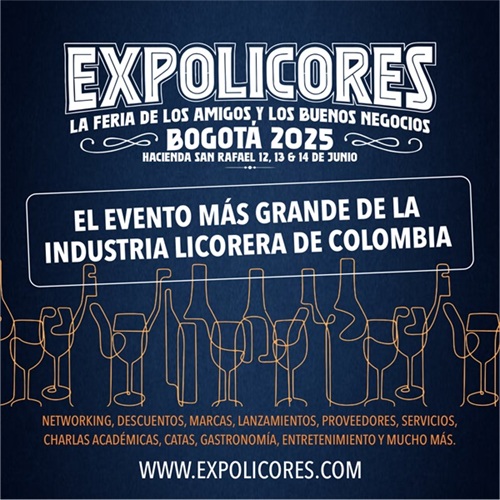 EXPOLICORES
LA FERIA DE LOS AMIGOS Y LOS BUENOS NEGOCIOS
BOGOTÁ 2025
HACIENDA SAN RAFAEL 12, 13 & 14 DE JUNIO
EL EVENTO MÁS GRANDE DE LA
INDUSTRIA LICORERA DE COLOMBIA
NETWORKING, DESCUENTOS, MARCAS, LANZAMIENTOS, PROVEEDORES, SERVICIOS,
CHARLAS ACADÉMICAS, CATAS, GASTRONOMÍA, ENTRETENIMIENTO Y MUCHO MÁS.
WWW.EXPOLICORES.COM